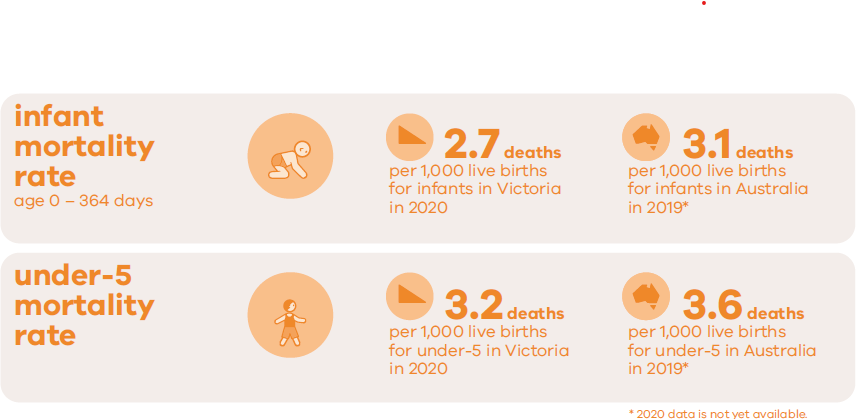 infant
mortality
rate
age 0 – 364 days
2.7 deaths
per 1,000 live births
for infants in Victoria
in 2020
3.1 deaths
per 1,000 live births
for infants in Australia
in 2019*
under-5
mortality
rate
3.2 deaths
per 1,000 live births
for under-5 in Victoria
in 2020
3.6 deaths
per 1,000 live births
for under-5 in Australia
in 2019*
* 2020 data is not yet available.